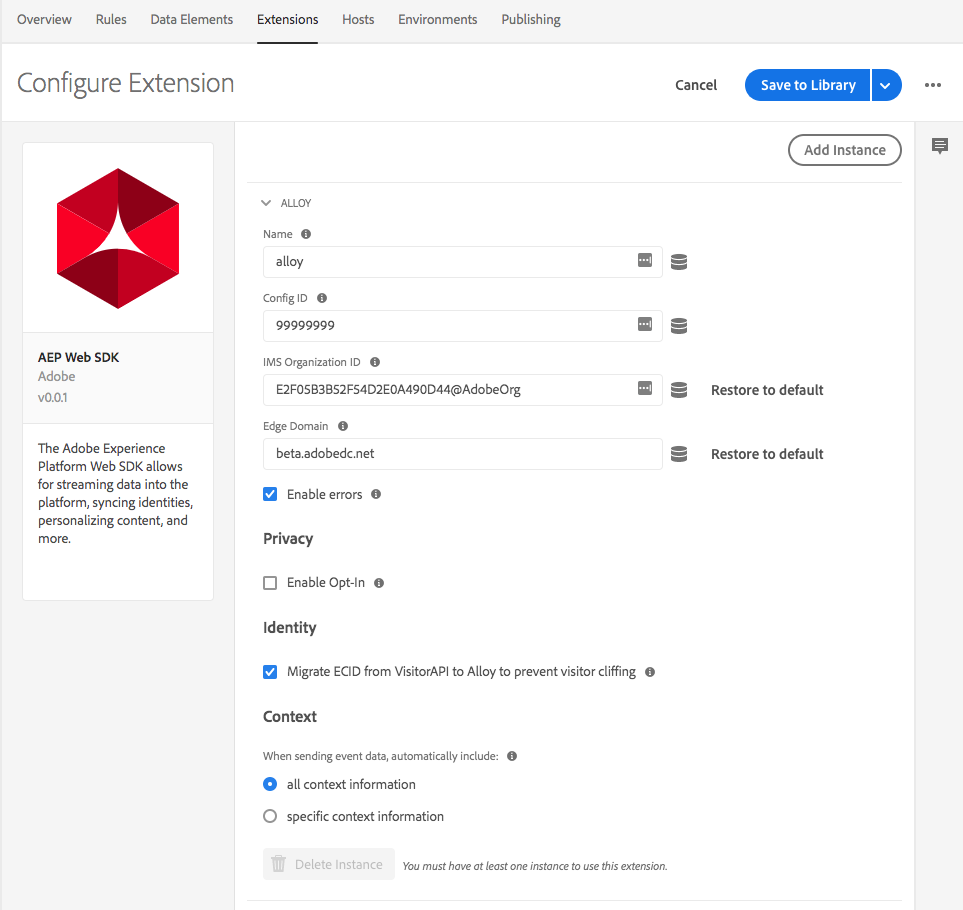 Overview Rules Data Elements Extensions Hosts Environments Publishing
Configure Extension
Cancel
Save to Library
Add Instance
AEP Web SDK
Adobe
v0.0.1
The Adobe Experience
Platform Web SDK allows
for streaming data into the
platform, syncing identities,
personalizing content, and
more.
ALLOY
Name
alloy
Config ID
99999999
IMS Organization ID
E2F05B3B52F54D2E0A490D44@AdobeOrg
Restore to default
Edge Domain
beta.adobedc.net
Restore to default
Enable errors
Privacy
Enable Opt-In
Identity
Migrate ECID from VisitorAPI to Alloy to prevent visitor cliffing
Context
When sending event data, automatically include:
all context information
specific context information
Delete Instance
You must have at least one instance to use this extension.